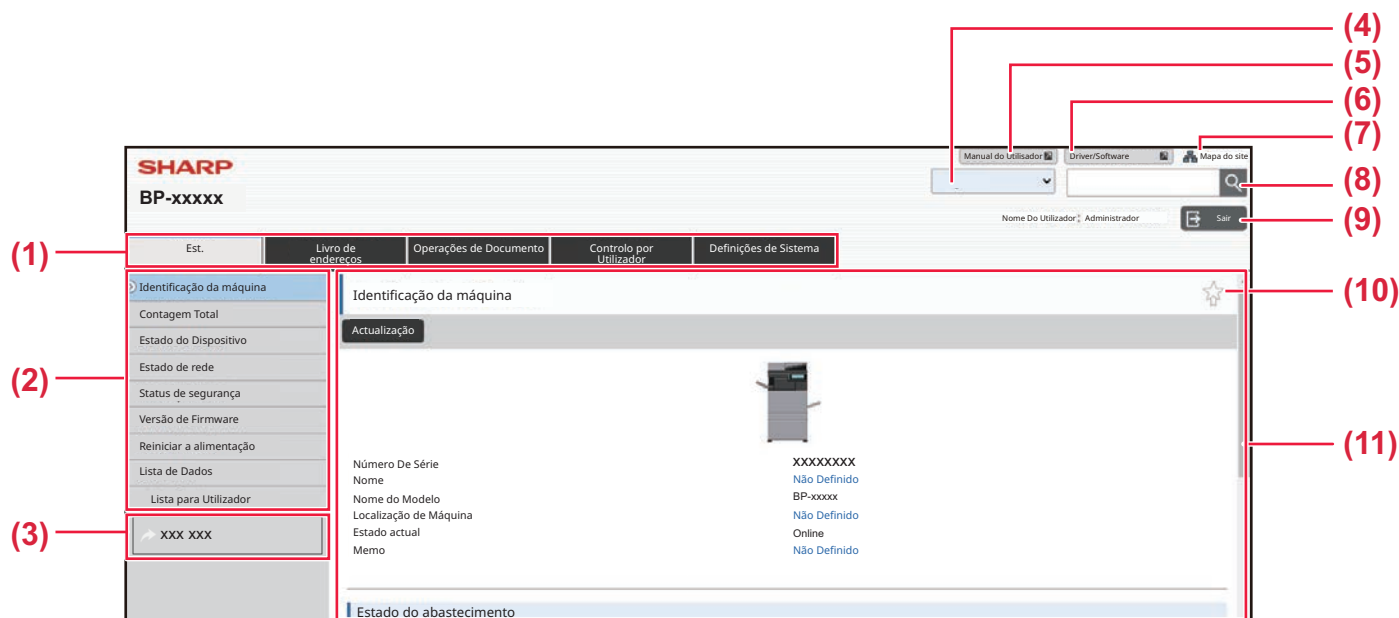 (4)
(5)
(6)
(7)
Manual do Utilisador
Driver/Software
Mapa do site
SHARP
BP-xxxxx
(8)
Nome Do Utilizador: Administrador
Sair
(9)
(1)
Est.
Livro de
endereços
Operações de Documento
Controlo por
Utilizador
Definições de Sistema
(2)
Identificação da máquina
Contagem Total
Estado do Dispositivo
Estado de rede
Status de segurança
Versão de Firmware
Reiniciar a alimentação
Lista de Dados
Lista para Utilizador
(3)
XXX XXX
Identificação da máquina
(10)
Actualização
(11)
Número De Série XXXXXXXX
Nome Não Definido
Nome do Modelo BP-xxxxx
Localização de Máquina Não Definido
Estado actual Online
Memo Não Definido
Estado do abastecimento